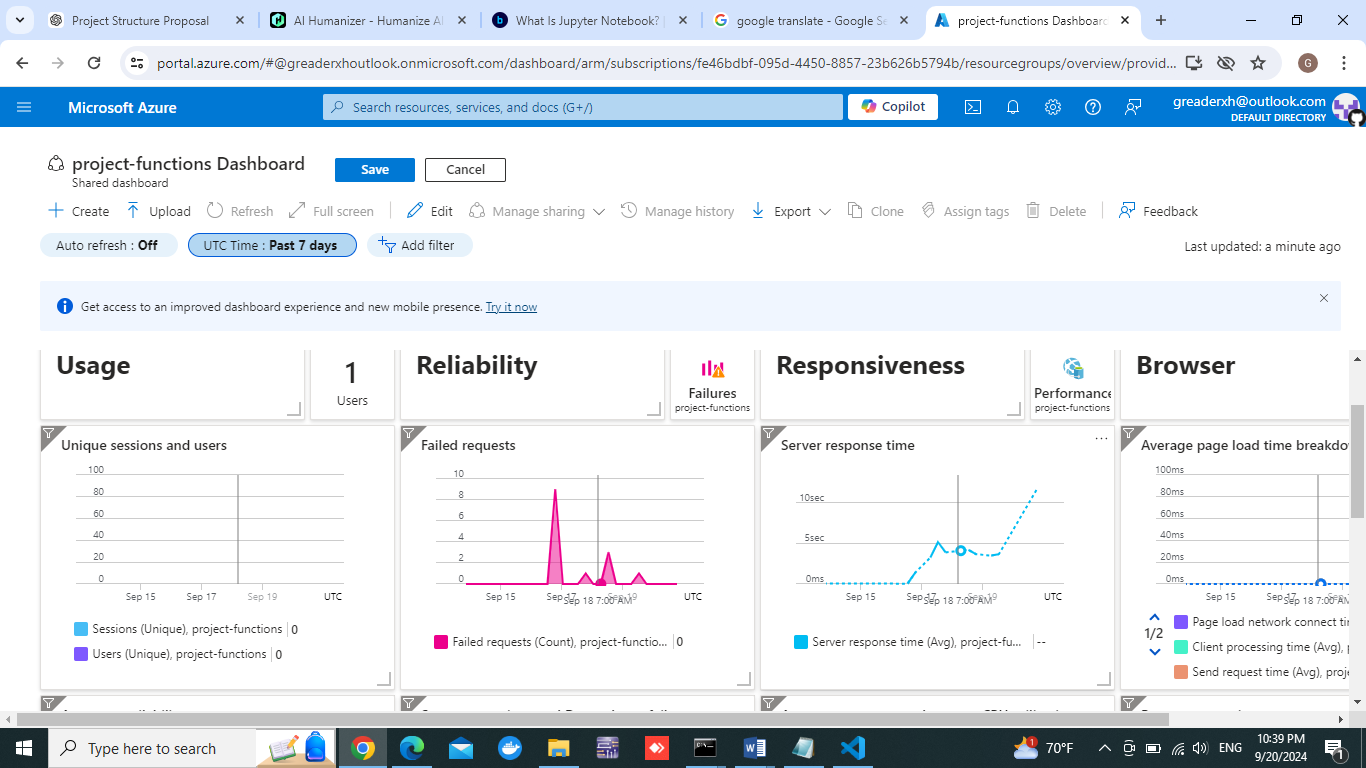 Project Structure Proposal
AI Humanizer - Humanize AI
What Is Jupyter Notebook?
google translate - Google Se
project-functions Dashboard
portal.azure.com/#@greaderxhoutlook.onmicrosoft.com/dashboard/arm/subscriptions/fe46bdbf-095d-4450-8857-23b626b5794b/resourcegroups/overview/provid...
G
Microsoft Azure
Search resources, services, and docs (G+/)
Copilot
greaderxh@outlook.com
DEFAULT DIRECTORY
project-functions Dashboard
Shared dashboard
Save
Cancel
Create
Upload
Refresh
Full screen
Edit
Manage sharing
Manage history
Export
Clone
Assign tags
Delete
Feedback
Auto refresh : Off
UTC Time : Past 7 days
Add filter
Last updated: a minute ago
Get access to an improved dashboard experience and new mobile presence. Try it now
Usage
1
Users
Reliability
Failures
project-functions
Responsiveness
Performance
project-functions
Browser
Unique sessions and users
100
80
60
40
20
0
Sep 15
Sep 17
Sep 19
UTC
Sessions (Unique), project-functions 0
Users (Unique), project-functions 0
Failed requests
10
8
6
4
2
0
Sep 15
Sep 17
Sep 18 7:00 AM
Sep 19
UTC
Failed requests (Count), project-functio... 0
Server response time
...
10sec
5sec
0ms
Sep 15
Sep 17
Sep 18 7:00 AM
Sep 19
UTC
Server response time (Avg), project-fu... --
Average page load time breakdo
100ms
80ms
60ms
40ms
20ms
0ms
Sep 15
Sep 17
Sep 18 7:00 AM
1/2
Page load network connect tin
Client processing time (Avg),
Send request time (Avg), proje
Type here to search
70°F
ENG
10:39 PM
9/20/2024
1